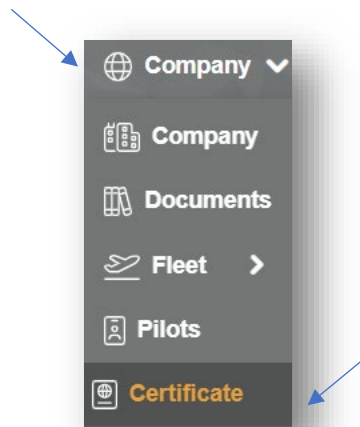 Company
Company
Documents
Fleet
Pilots
Certificate